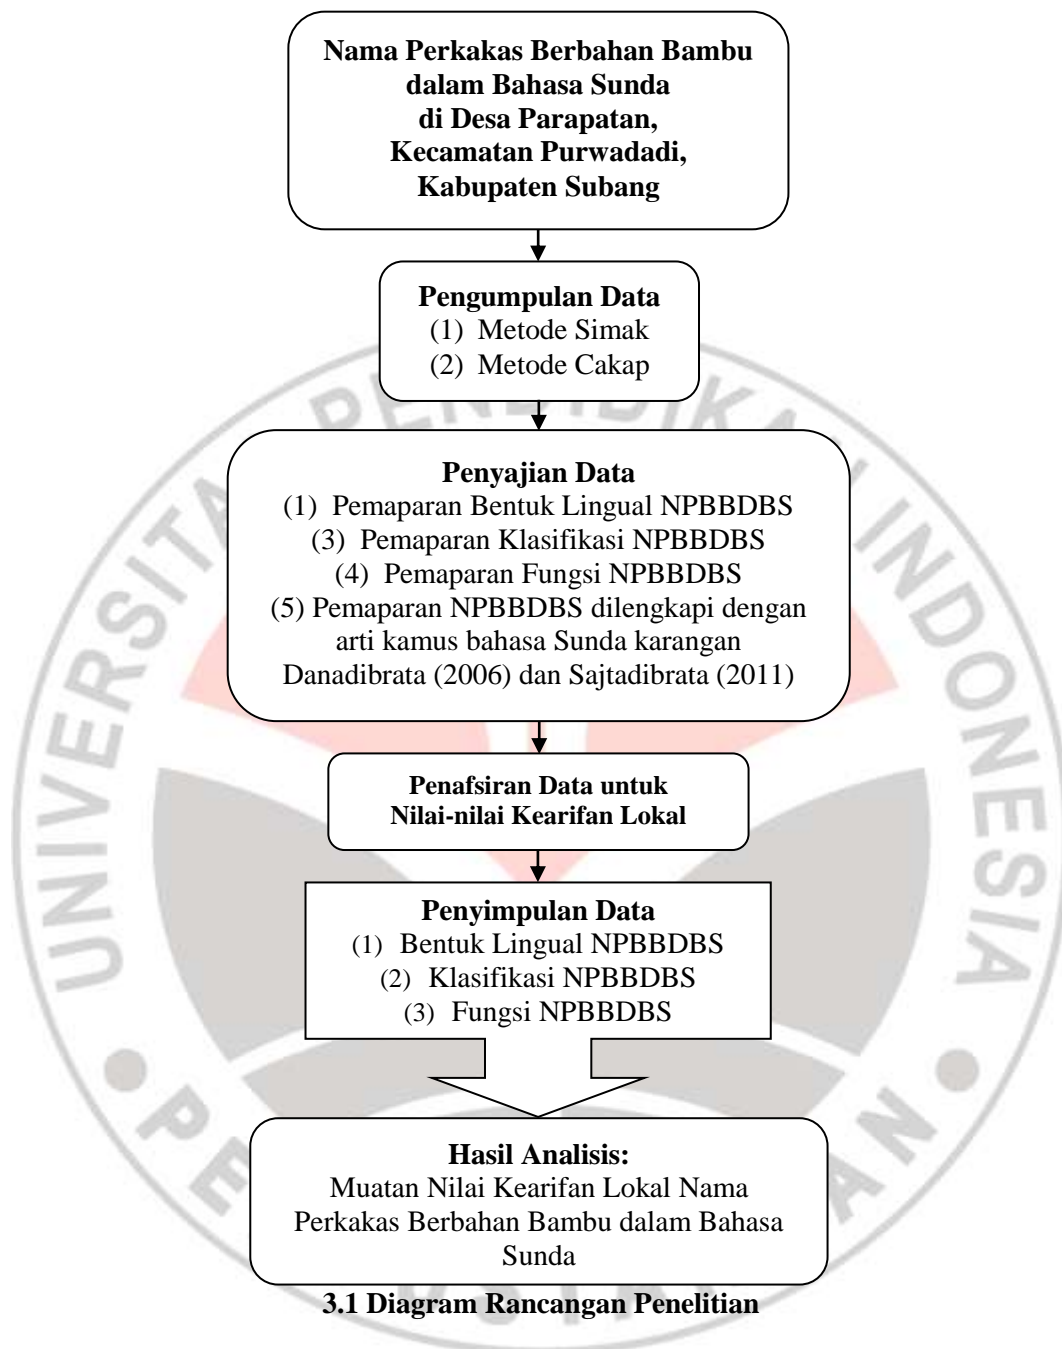 Nama Perkakas Berbahan Bambu
dalam Bahasa Sunda
di Desa Parapatan,
Kecamatan Purwadadi,
Kabupaten Subang
Pengumpulan Data
(1) Metode Simak
(2) Metode Cakap
Penyajian Data
(1) Pemaparan Bentuk Lingual NPBBDBS
(3) Pemaparan Klasifikasi NPBBDBS
(4) Pemaparan Fungsi NPBBDBS
(5) Pemaparan NPBBDBS dilengkapi dengan
arti kamus bahasa Sunda karangan
Danadibrata (2006) dan Sajtadibrata (2011)
Penafsiran Data untuk
Nilai-nilai Kearifan Lokal
Penyimpulan Data
(1) Bentuk Lingual NPBBDBS
(2) Klasifikasi NPBBDBS
(3) Fungsi NPBBDBS
Hasil Analisis:
Muatan Nilai Kearifan Lokal Nama
Perkakas Berbahan Bambu dalam Bahasa
Sunda
3.1 Diagram Rancangan Penelitian
UNIVERSITAS PENDIDIKAN INDONESIA